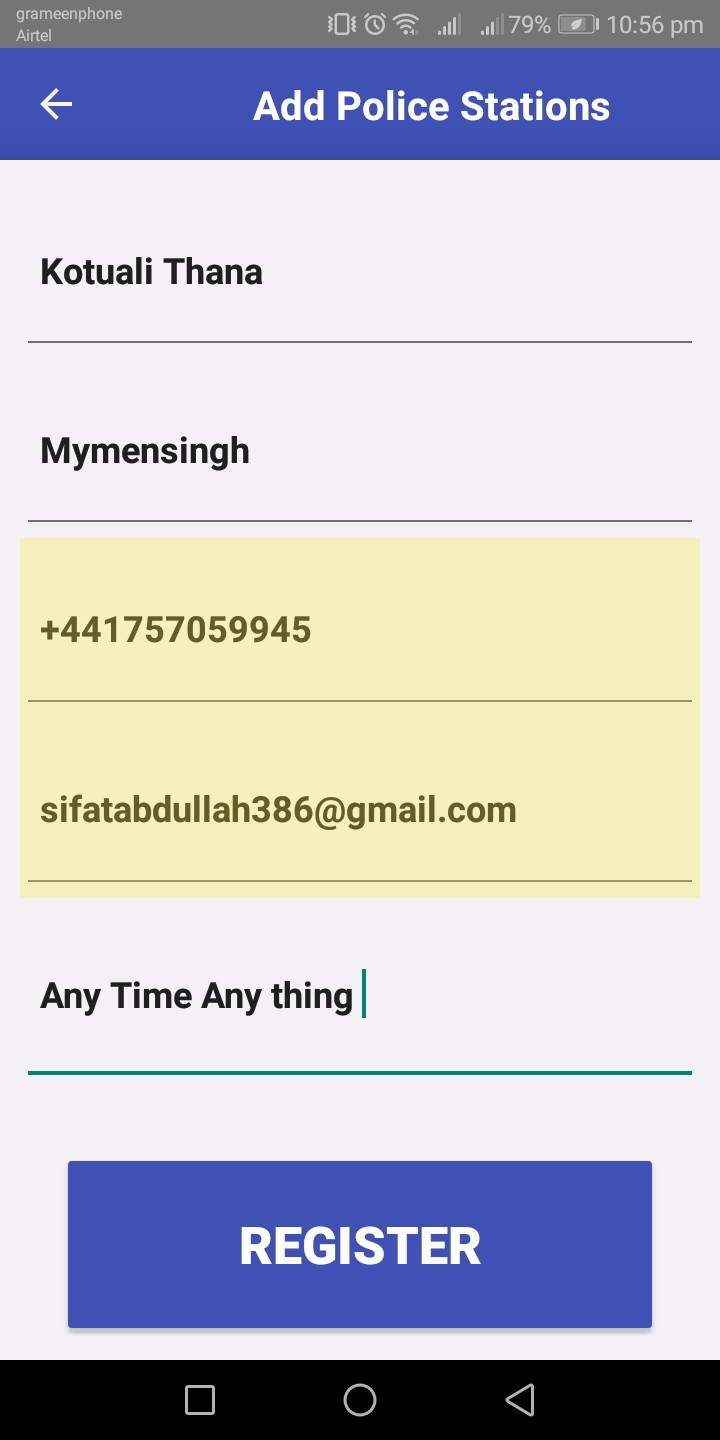 grameenphone
Airtel
79% 10:56 pm
Add Police Stations
Kotuali Thana
Mymensingh
+441757059945
sifatabdullah386@gmail.com
Any Time Any thing
REGISTER